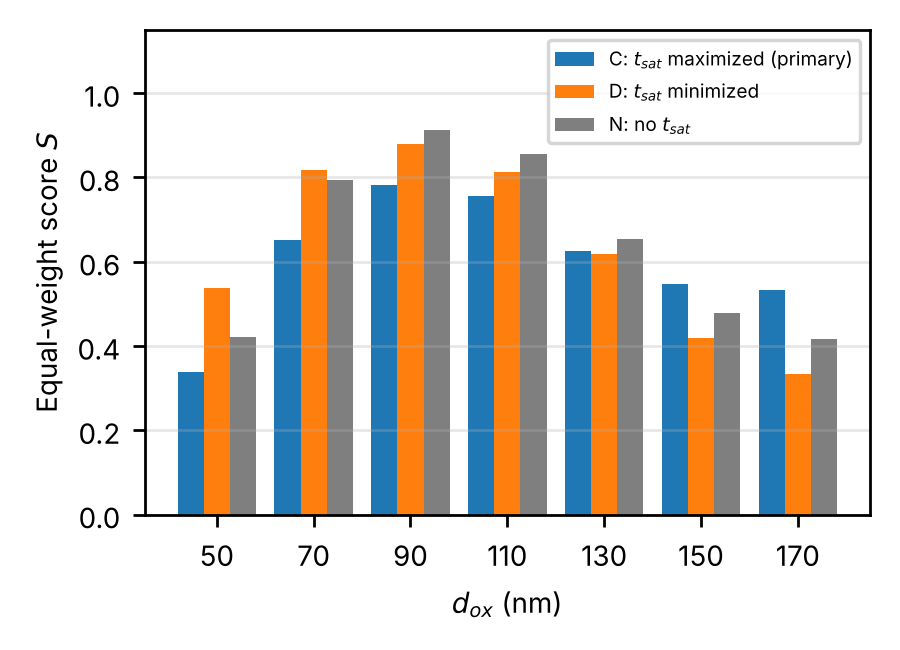 C: t_sat maximized (primary)
D: t_sat minimized
N: no t_sat
Equal-weight score S
1.0
0.8
0.6
0.4
0.2
0.0
50 70 90 110 130 150 170
d_ox (nm)